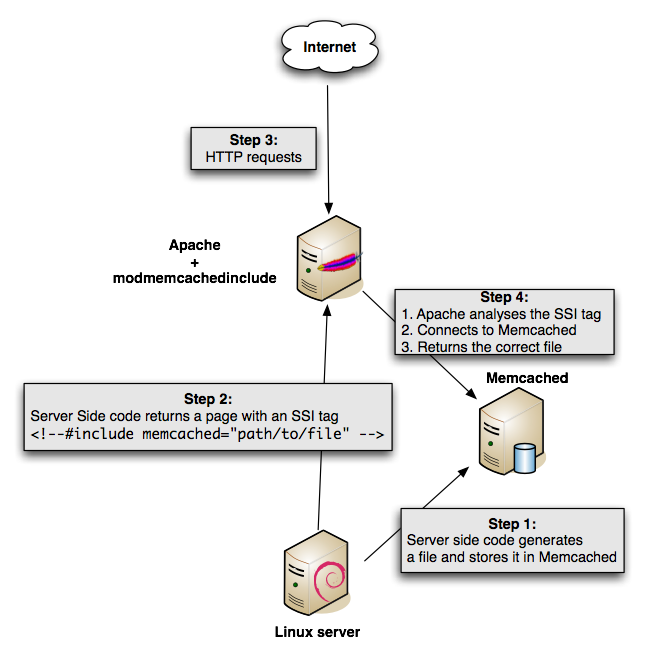 Internet
Step 3:
HTTP requests
Apache
+
modmemcachedinclude
Step 4:
1. Apache analyses the SSI tag
2. Connects to Memcached
3. Returns the correct file
Memcached
Step 2:
Server Side code returns a page with an SSI tag
<!--#include memcached="path/to/file" -->
Step 1:
Server side code generates
a file and stores it in Memcached
Linux server